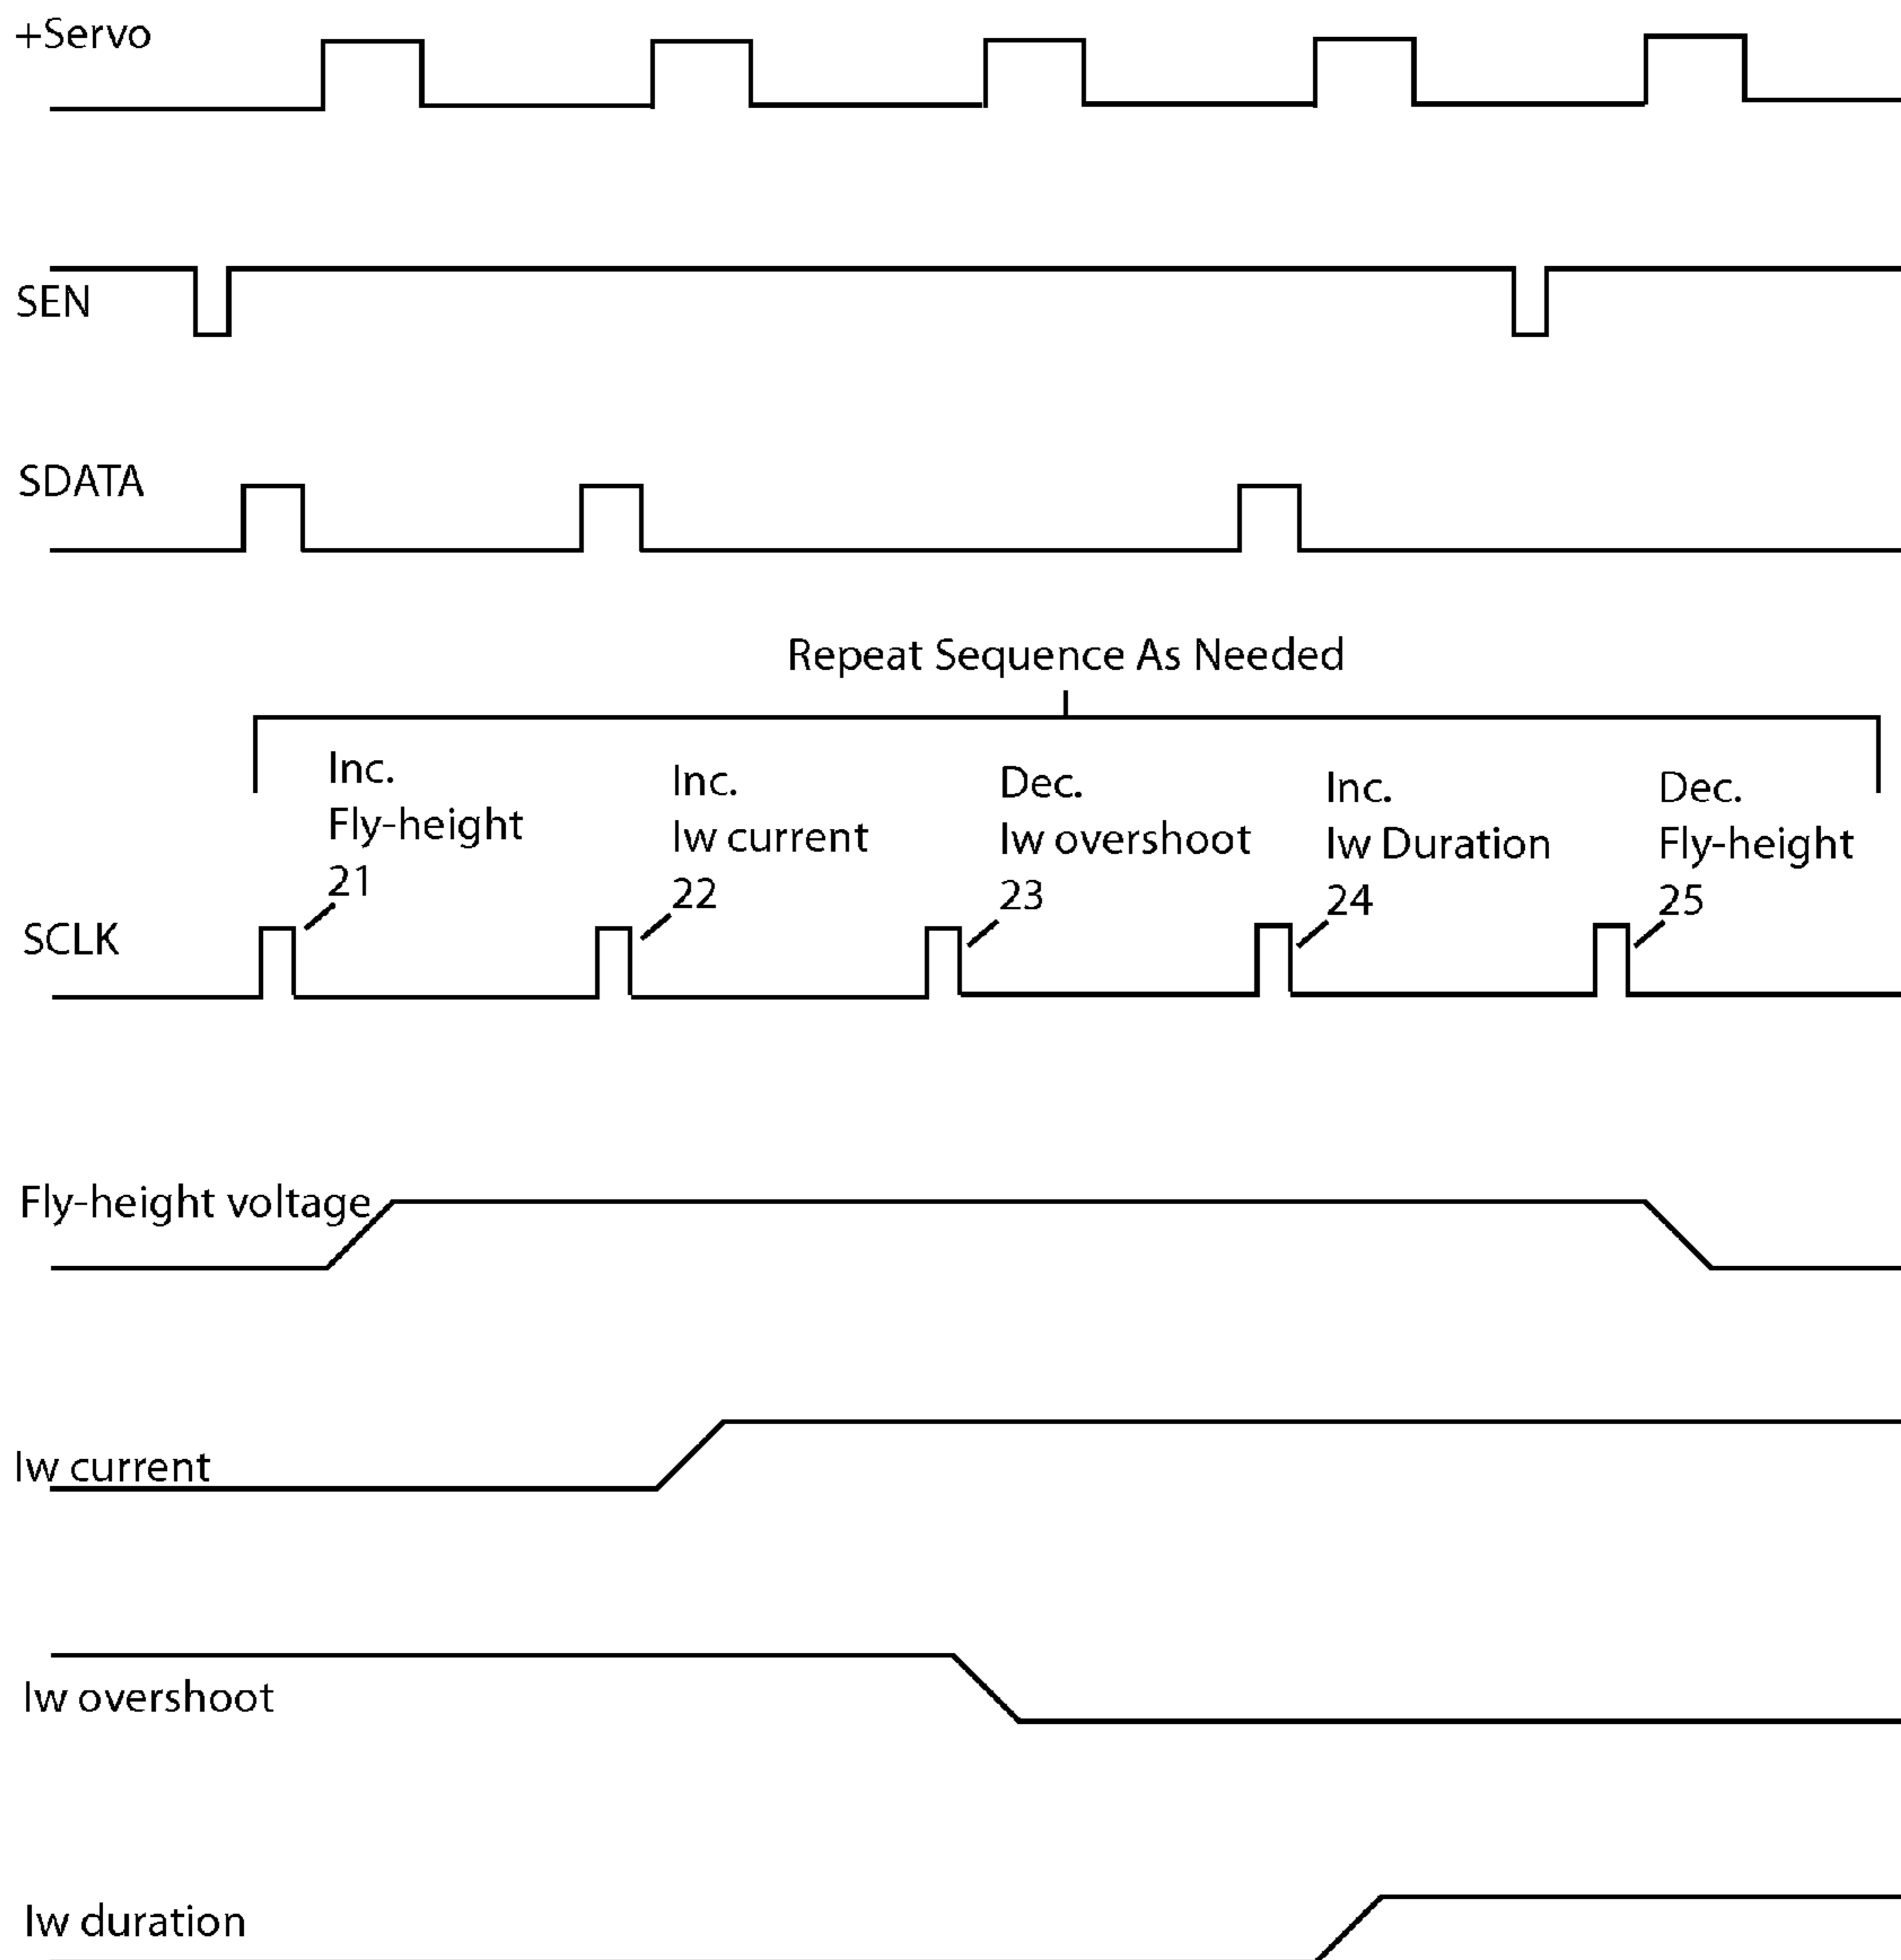 +Servo
SEN
SDATA
Repeat Sequence As Needed
Inc.
Fly-height
21
Inc.
Iw current
22
Dec.
Iw overshoot
23
Inc.
Iw Duration
24
Dec.
Fly-height
25
SCLK
Fly-height voltage
Iw current
Iw overshoot
Iw duration